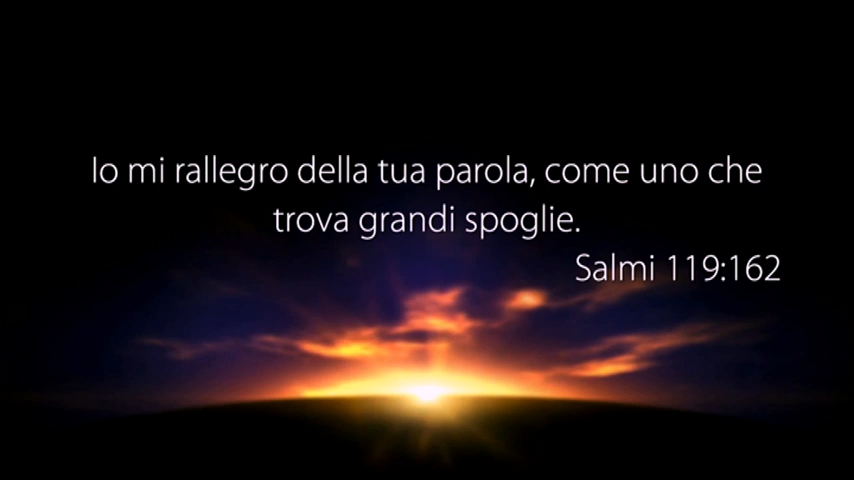 Io mi rallegro della tua parola, come uno che
trova grandi spoglie.
Salmi 119:162